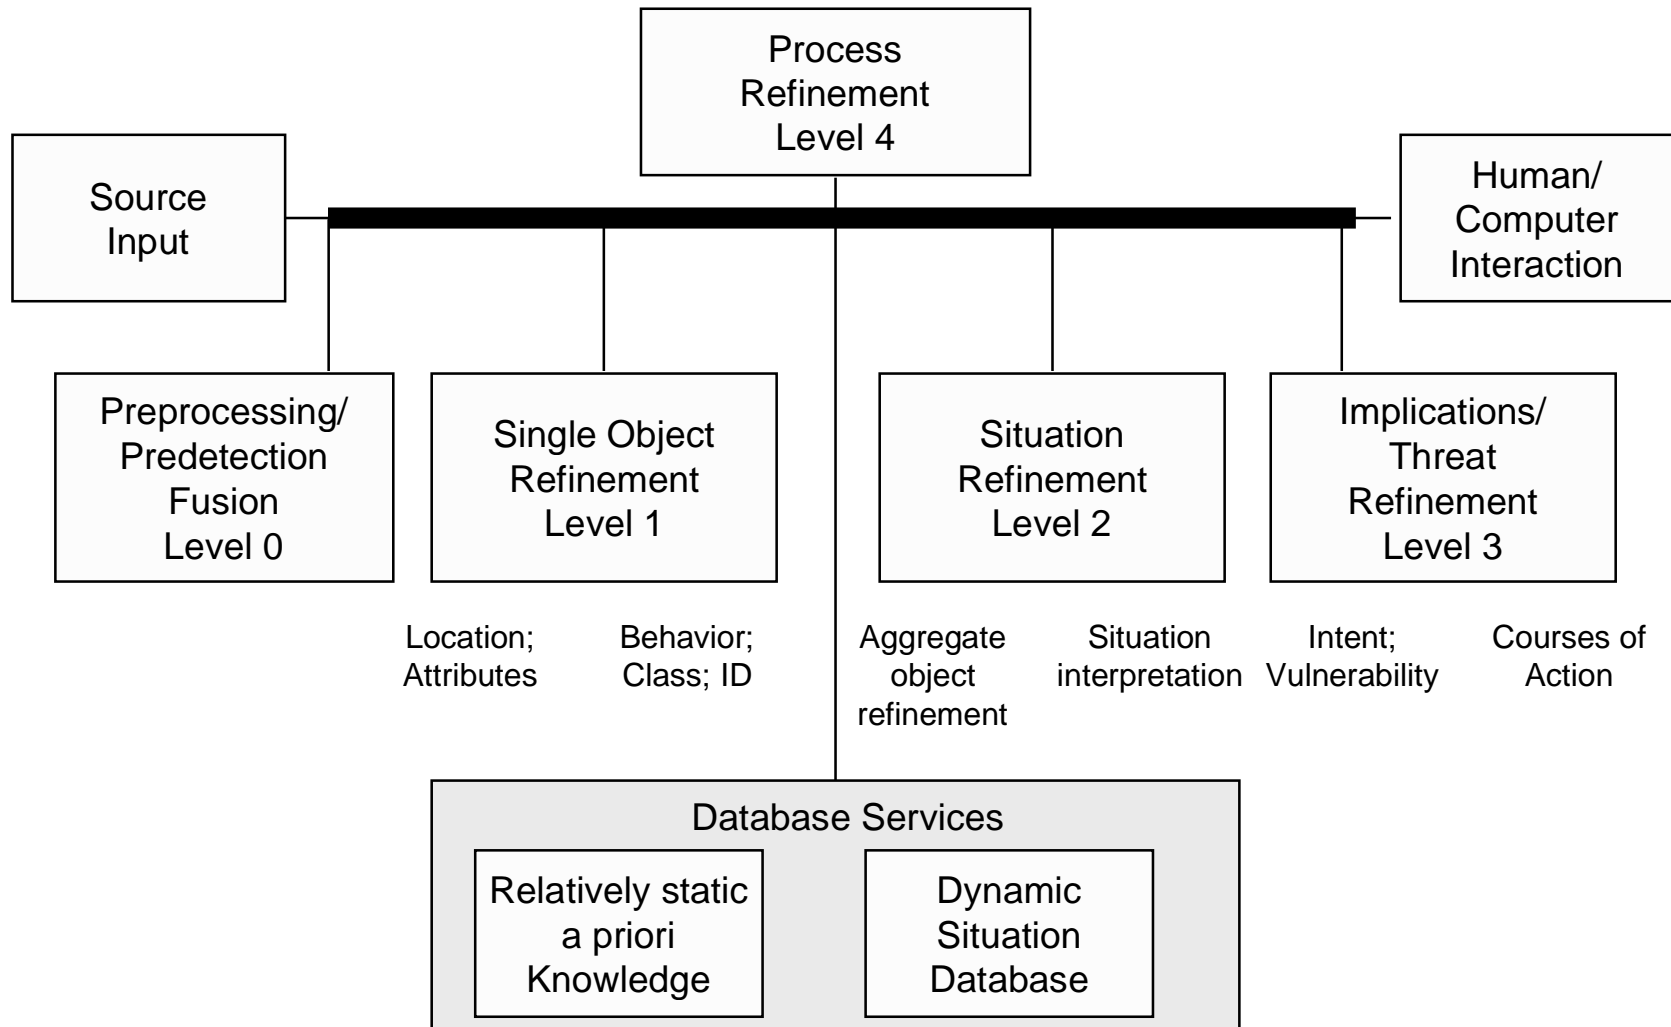 Process
Refinement
Level 4
Source
Input
Human/
Computer
Interaction
Preprocessing/
Predetection
Fusion
Level 0
Single Object
Refinement
Level 1
Situation
Refinement
Level 2
Implications/
Threat
Refinement
Level 3
Location;
Attributes
Behavior;
Class; ID
Aggregate
object
refinement
Situation
interpretation
Intent;
Vulnerability
Courses of
Action
Database Services
Relatively static
a priori
Knowledge
Dynamic
Situation
Database